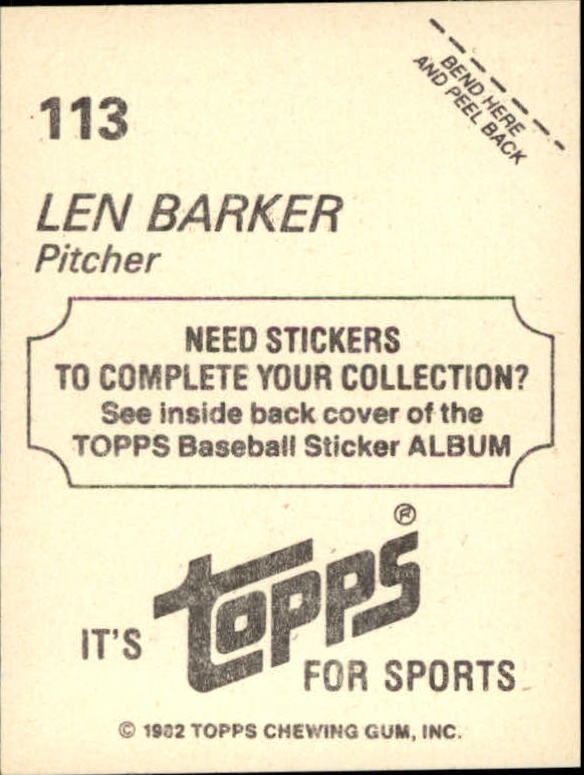 BEND HERE
AND PEEL BACK
113
LEN BARKER
Pitcher
NEED STICKERS
TO COMPLETE YOUR COLLECTION?
See inside back cover of the
TOPPS Baseball Sticker ALBUM
IT'S topps®
FOR SPORTS
© 1982 TOPPS CHEWING GUM, INC.